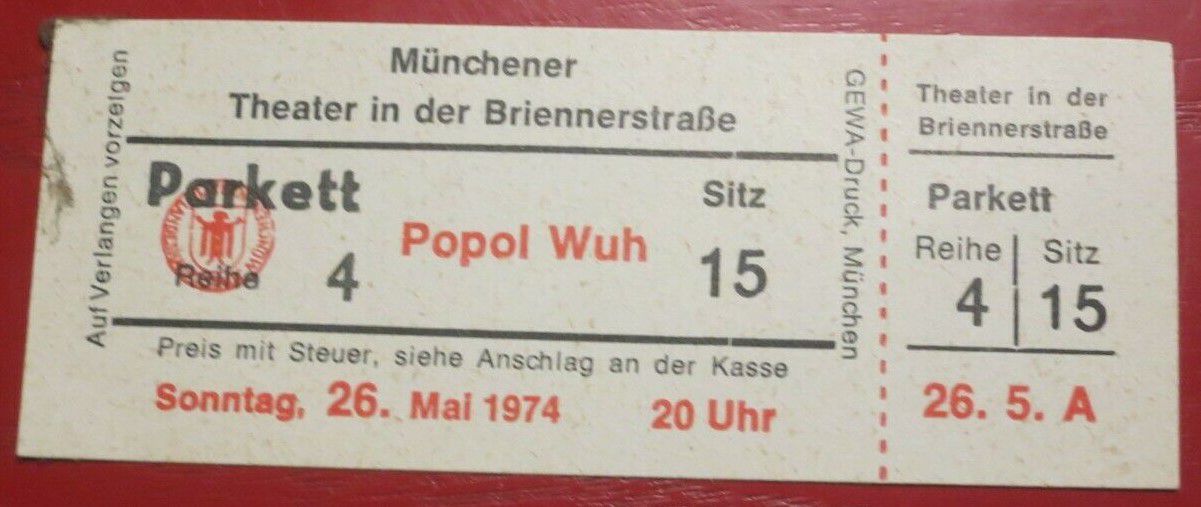 Auf Verlangen vorzeigen
Münchener
Theater in der Briennerstraße
Parkett
Reihe 4
Popol Wuh
Sitz
15
Preis mit Steuer, siehe Anschlag an der Kasse
Sonntag, 26. Mai 1974 20 Uhr
GEWA-Druck, München
Theater in der
Briennerstraße
Parkett
Reihe Sitz
4 15
26. 5. A